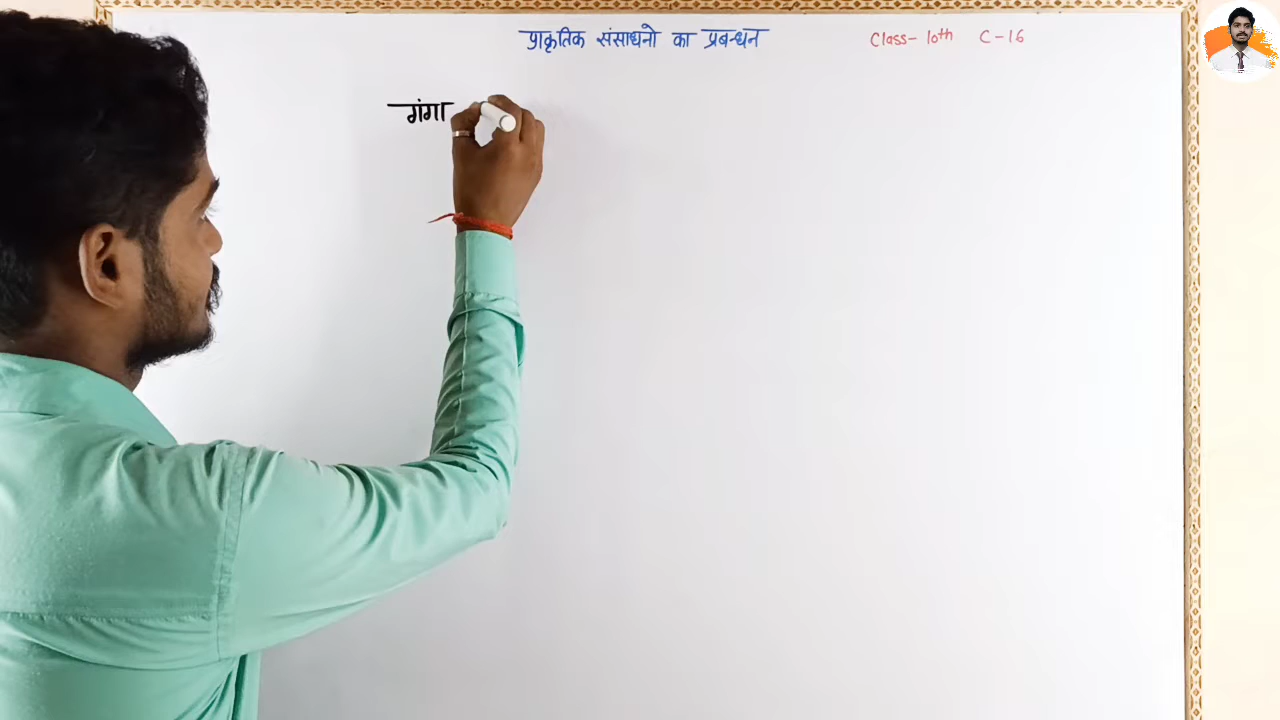 प्राकृतिक संसाधनो का प्रबन्धन Class-10th C-16
गंगा